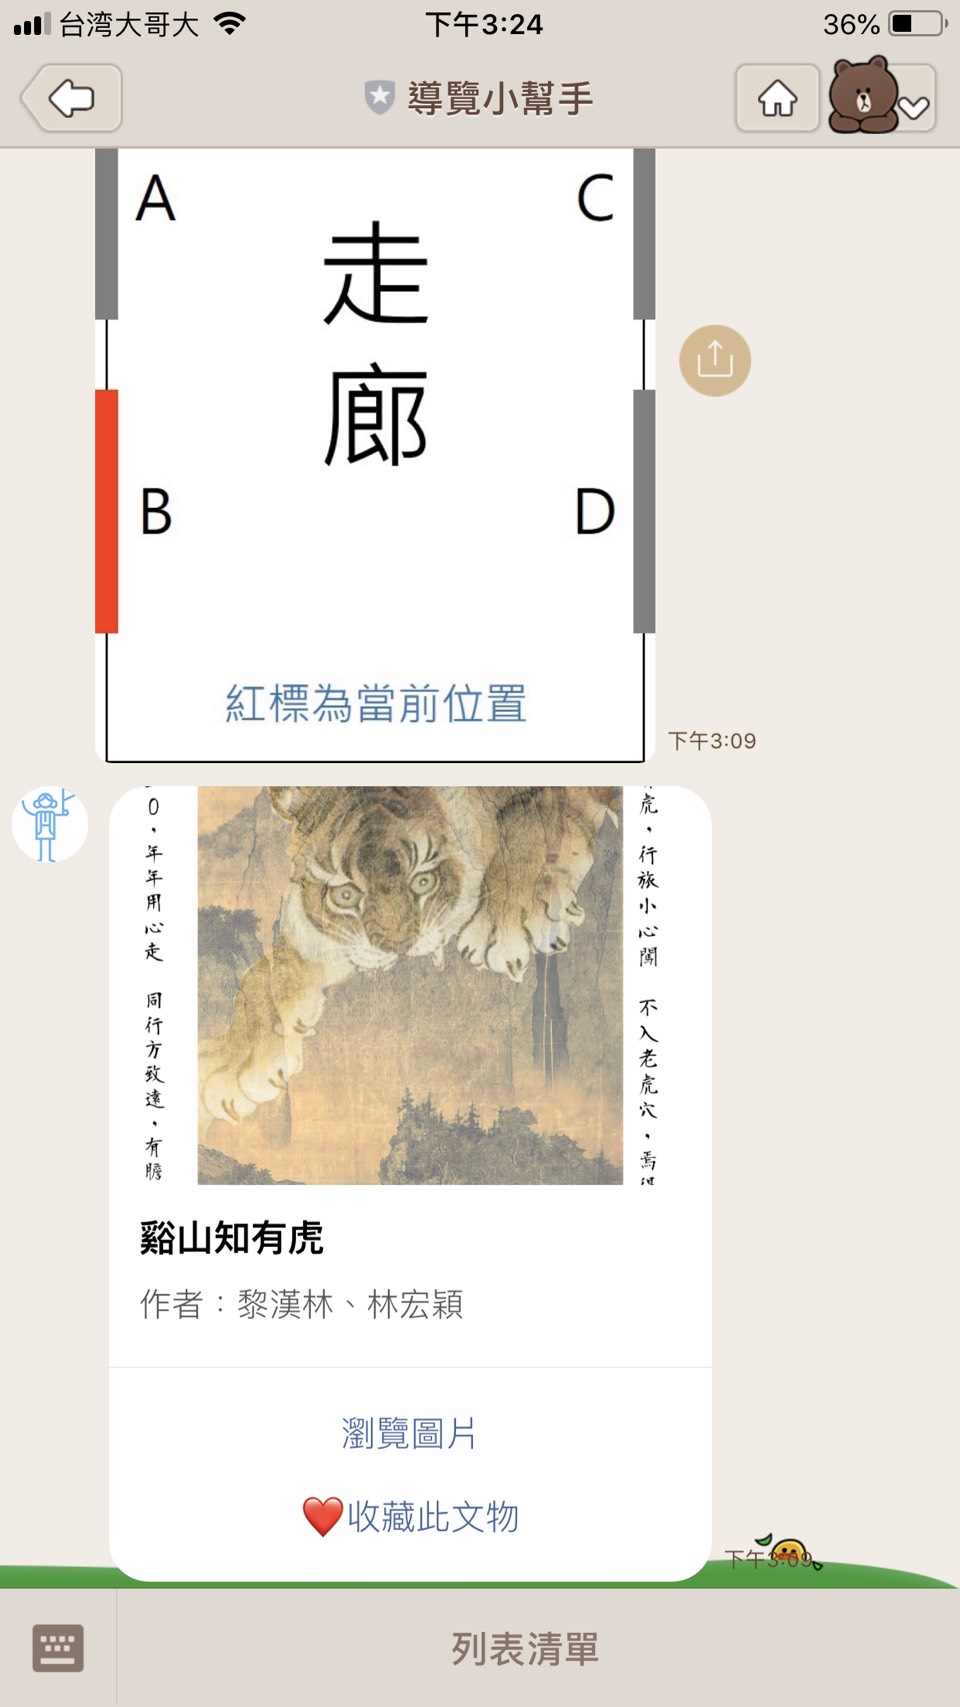 台湾大哥大
下午3:24
36%
導覽小幫手
A
C
走
廊
B
D
紅標為當前位置
下午3:09
虎，行旅小心闖　不入老虎穴，焉得
0，年年用心走　同行方致遠，有膽
谿山知有虎
作者：黎漢林、林宏穎
瀏覽圖片
❤️收藏此文物
下午3:09
列表清單